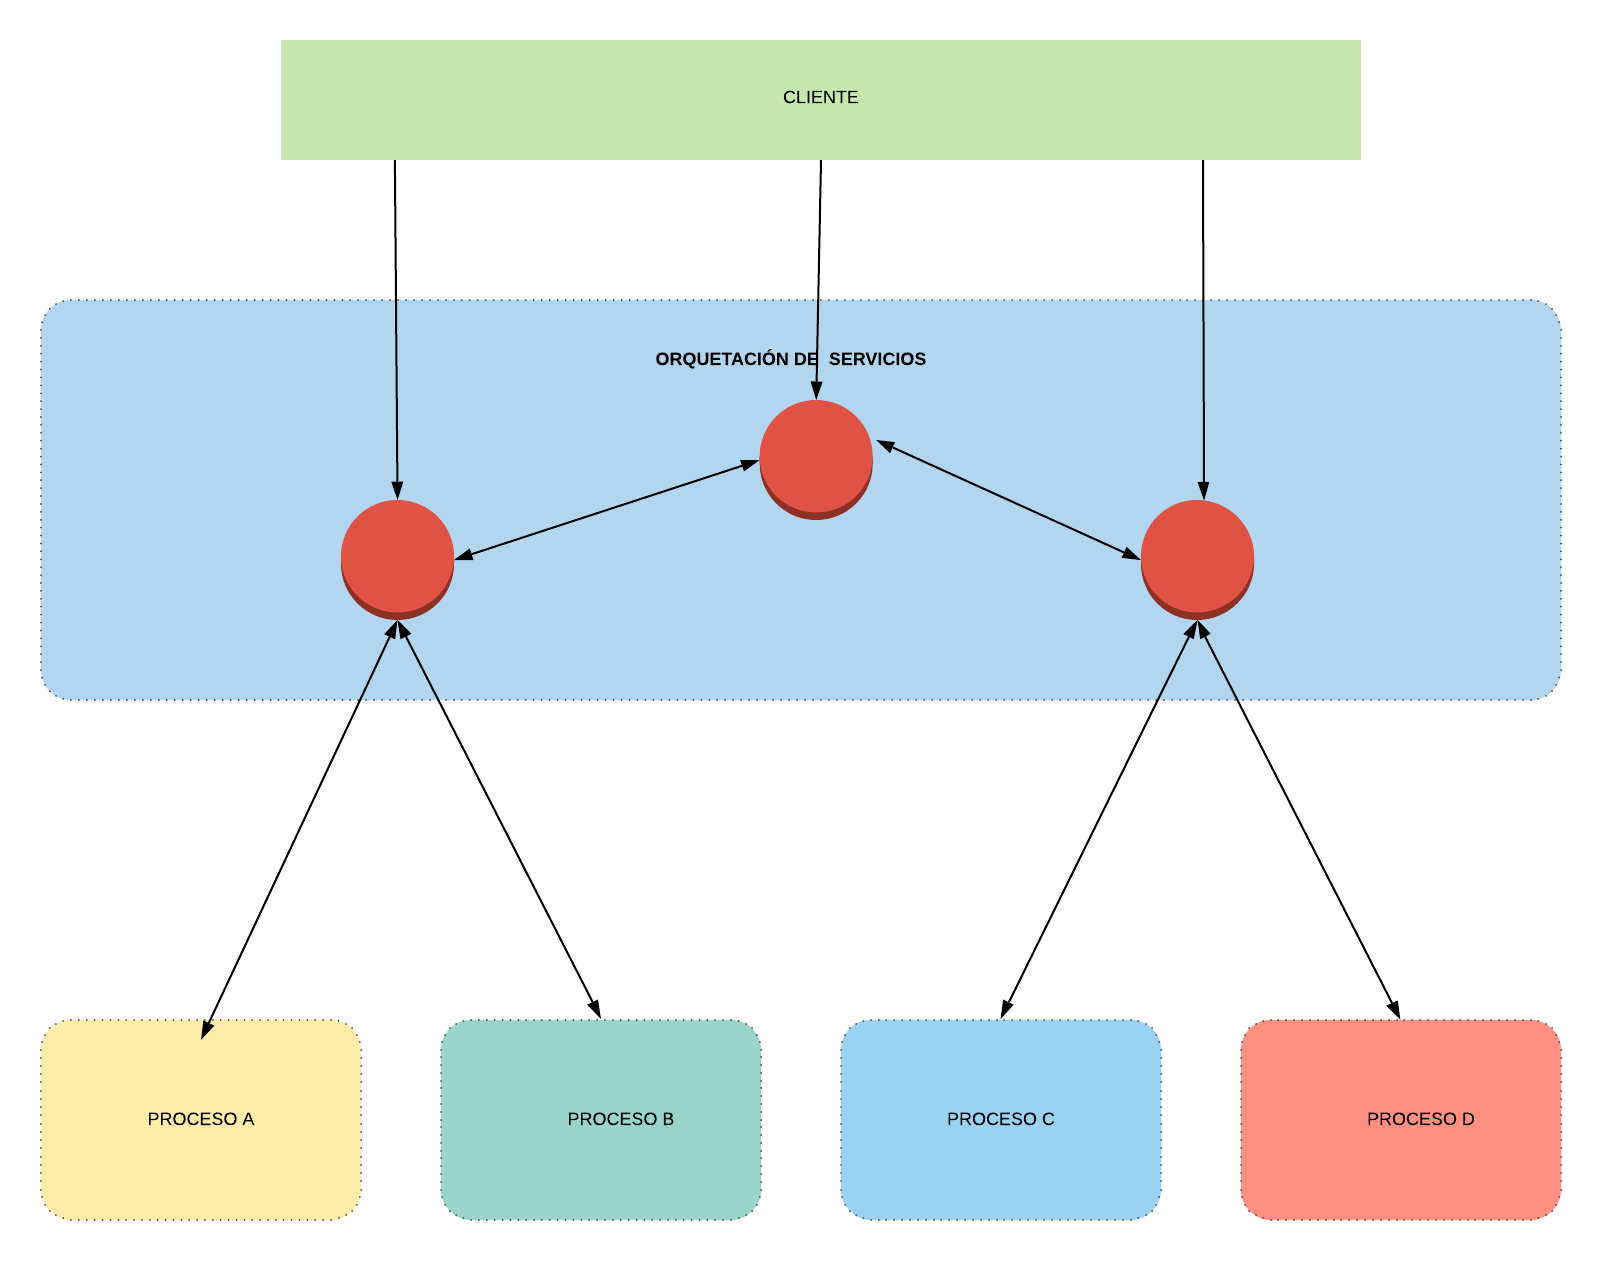 CLIENTE
ORQUETACIÓN DE  SERVICIOS
PROCESO A
PROCESO B
PROCESO C
PROCESO D